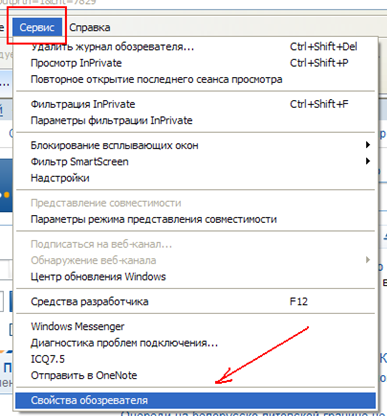 Сервис Справка
Удалить журнал обозревателя... Ctrl+Shift+Del
Просмотр InPrivate Ctrl+Shift+P
Повторное открытие последнего сеанса просмотра
Фильтрация InPrivate Ctrl+Shift+F
Параметры фильтрации InPrivate
Блокирование всплывающих окон
Фильтр SmartScreen
Надстройки
Представление совместимости
Параметры режима представления совместимости
Подписаться на веб-канал...
Обнаружение веб-канала
Центр обновления Windows
Средства разработчика F12
Windows Messenger
Диагностика проблем подключения...
ICQ7.5
Отправить в OneNote
Свойства обозревателя